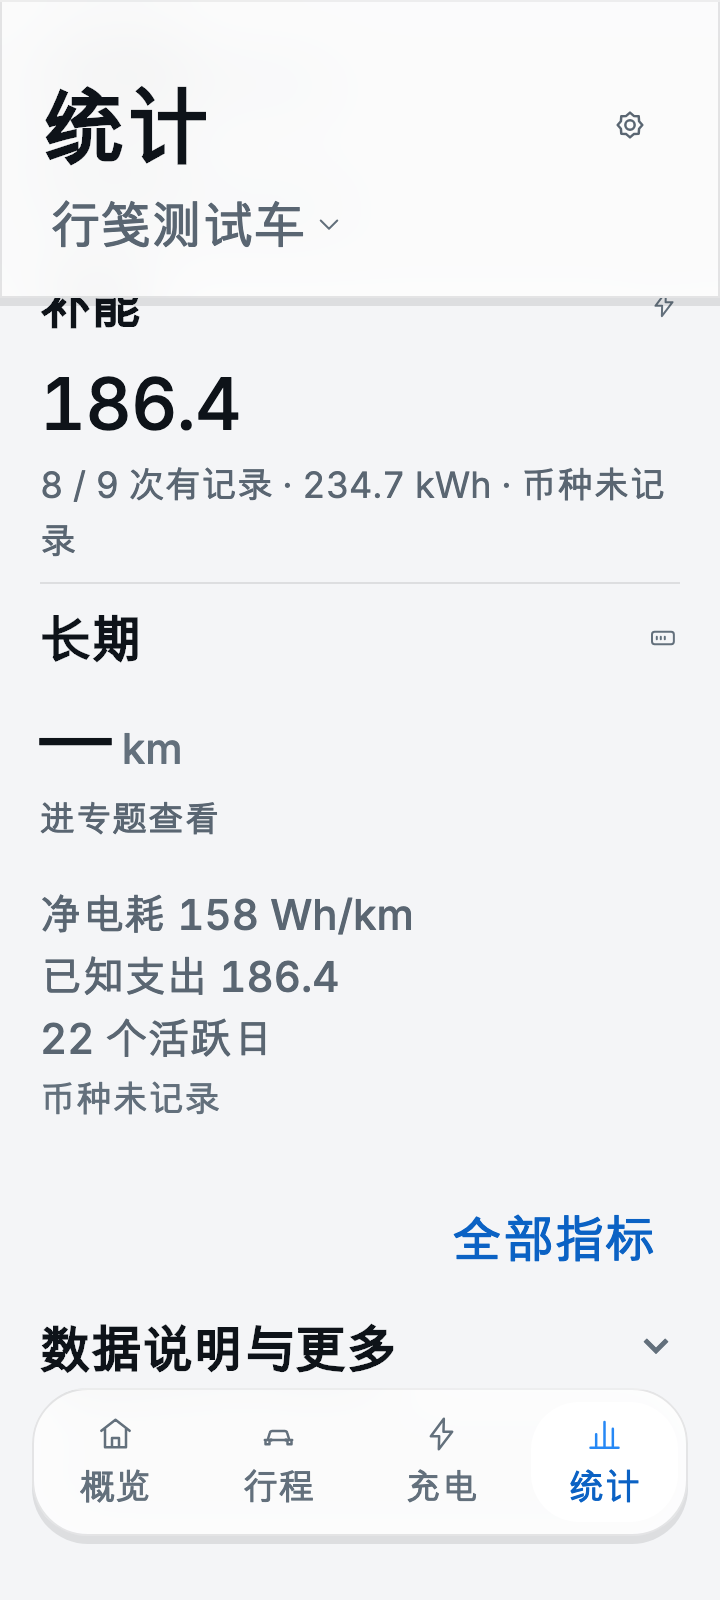 统计
行笺测试车
补能
186.4
8 / 9 次有记录 · 234.7 kWh · 币种未记
录
长期
— km
进专题查看
净电耗 158 Wh/km
已知支出 186.4
22 个活跃日
币种未记录
全部指标
数据说明与更多
概览 行程 充电 统计